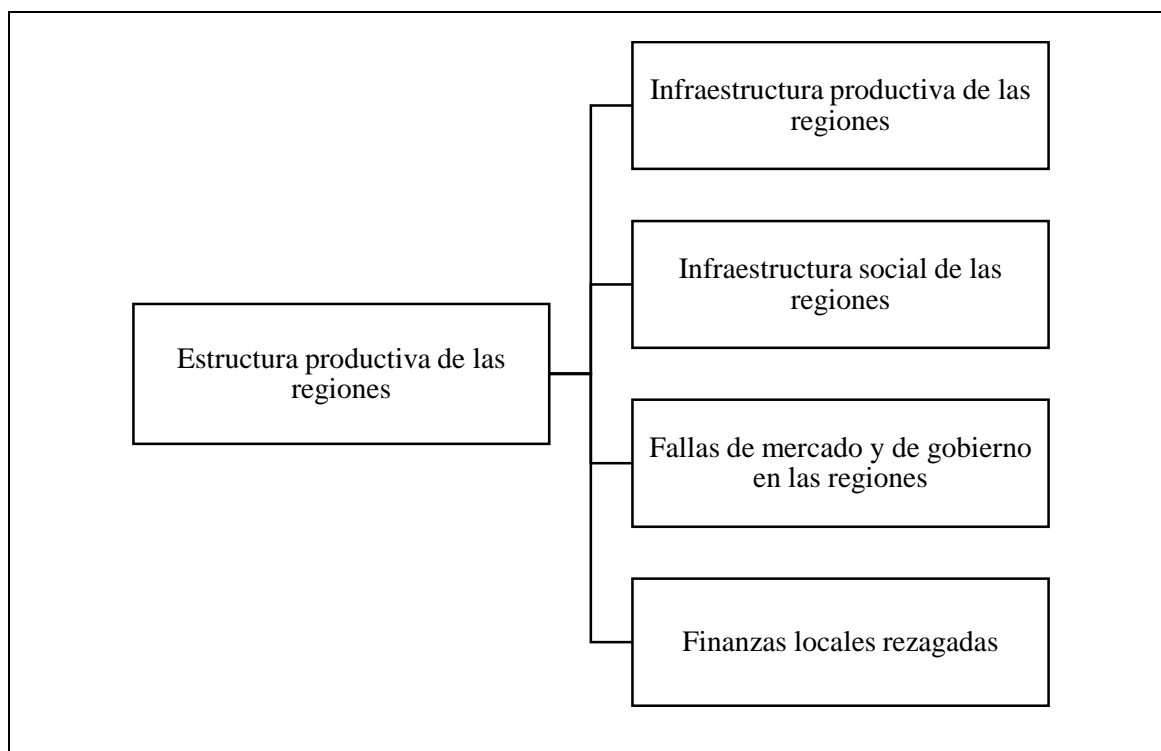 Infraestructura productiva de las
regiones
Infraestructura social de las
regiones
Estructura productiva de las
regiones
Fallas de mercado y de gobierno
en las regiones
Finanzas locales rezagadas